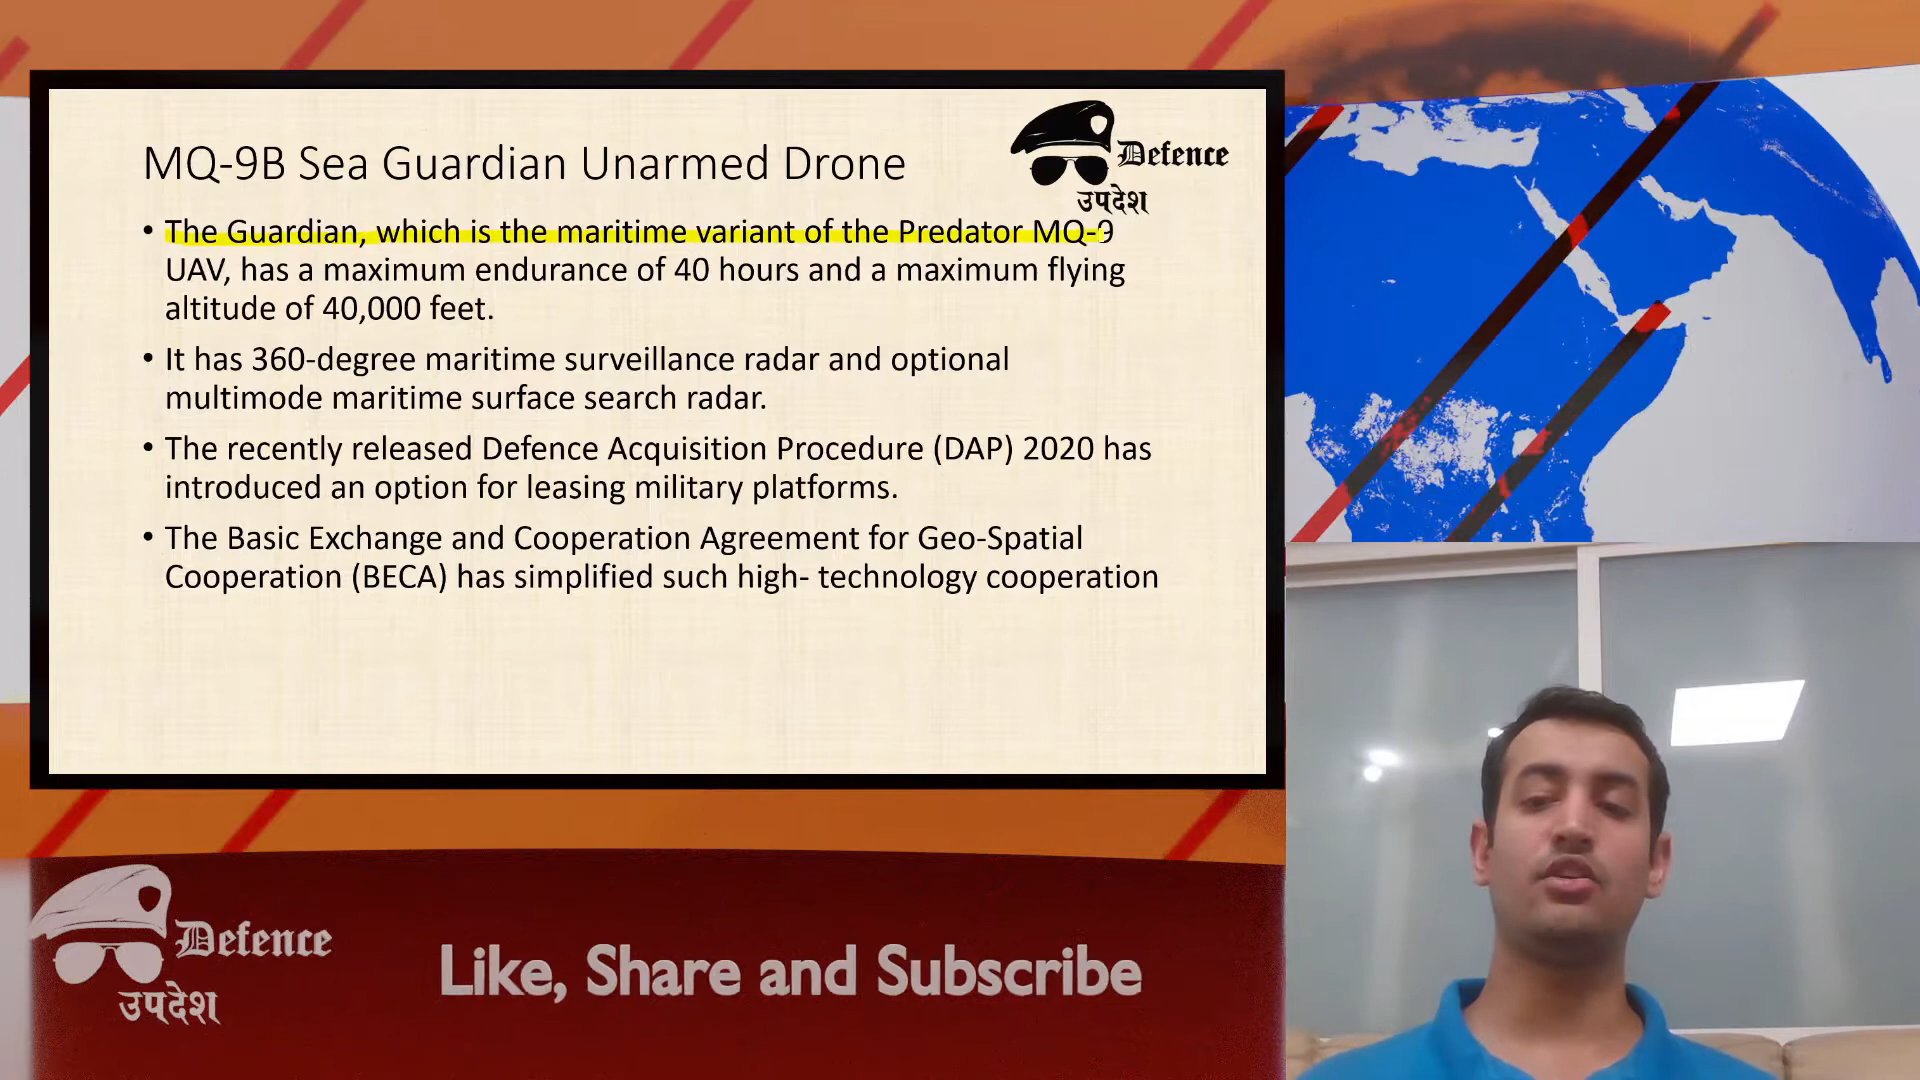 MQ-9B Sea Guardian Unarmed Drone
Defence
उपदेश
• The Guardian, which is the maritime variant of the Predator MQ-9
UAV, has a maximum endurance of 40 hours and a maximum flying
altitude of 40,000 feet.
• It has 360-degree maritime surveillance radar and optional
multimode maritime surface search radar.
• The recently released Defence Acquisition Procedure (DAP) 2020 has
introduced an option for leasing military platforms.
• The Basic Exchange and Cooperation Agreement for Geo-Spatial
Cooperation (BECA) has simplified such high- technology cooperation
Defence
उपदेश
Like, Share and Subscribe